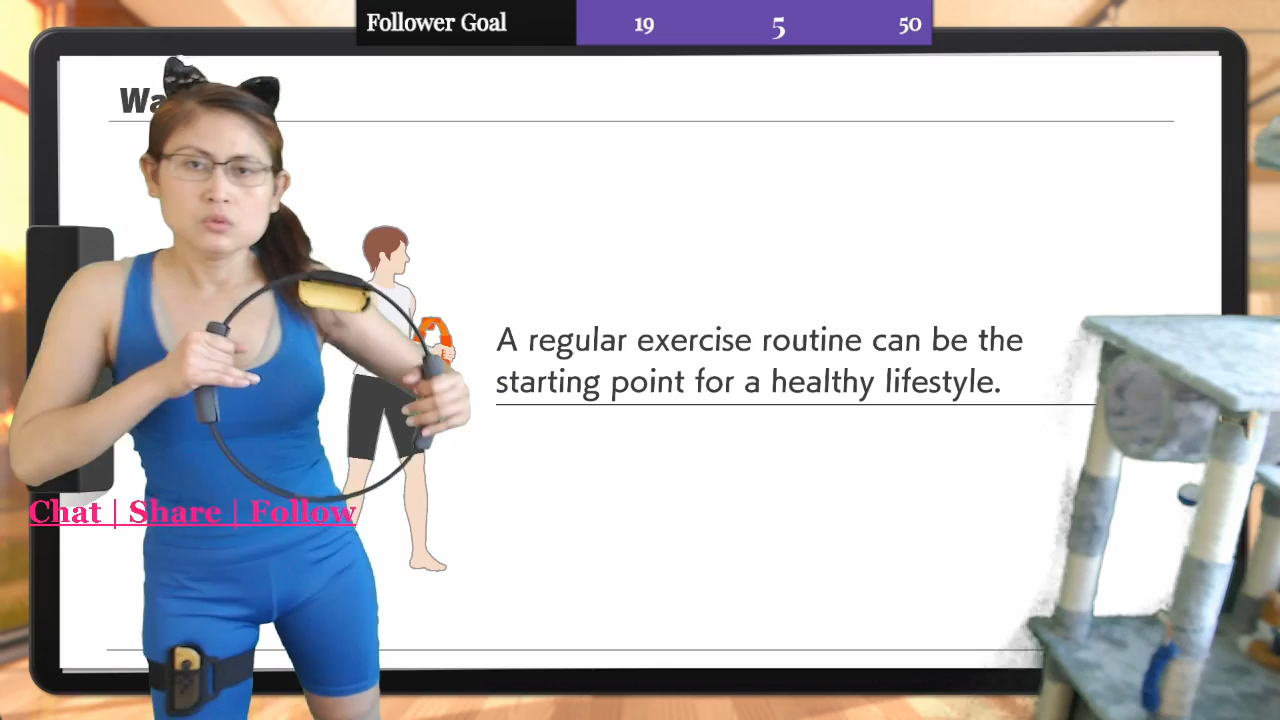 Follower Goal
19 5 50
A regular exercise routine can be the
starting point for a healthy lifestyle.
Chat | Share | Follow